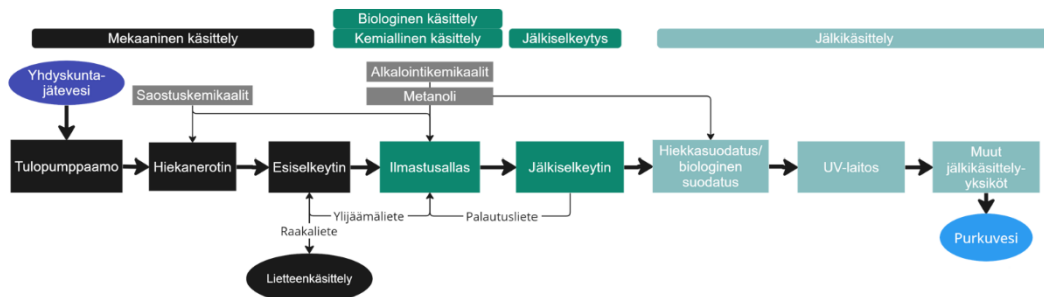 Biologinen käsittely
Mekaaninen käsittely
Kemiallinen käsittely
Jälkiselkeytys
Jälkikäsittely
Yhdyskunta-
jätevesi
Saostuskemikaalit
Alkalointikemikaalit
Metanoli
Tulopumppaamo
Hiekanerotin
Esiselkeytin
Ilmastusallas
Jälkiselkeytin
Hiekkasuodatus/
biologinen
suodatus
UV-laitos
Muut
jälkikäsittely-
yksiköt
Ylijäämäliete
Palautusliete
Raakaliete
Purkuvesi
Lietteenkäsittely